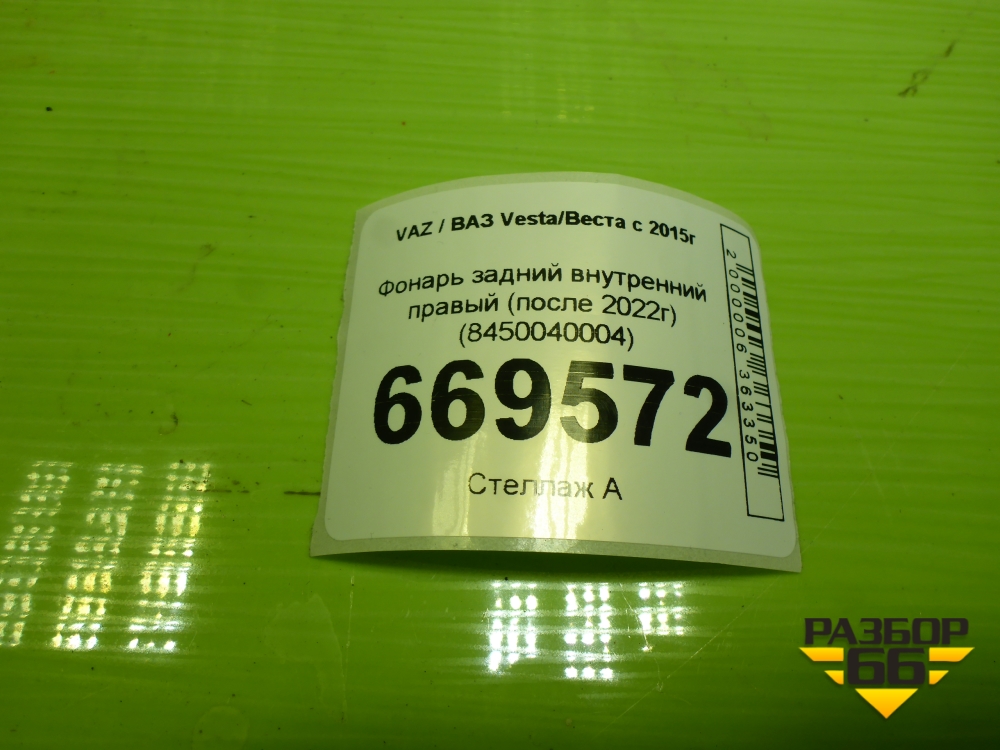 VAZ / ВАЗ Vesta/Веста с 2015г
Фонарь задний внутренний
правый (после 2022г)
(8450040004)
669572
Стеллаж А
2000006363350
РАЗБОР
66